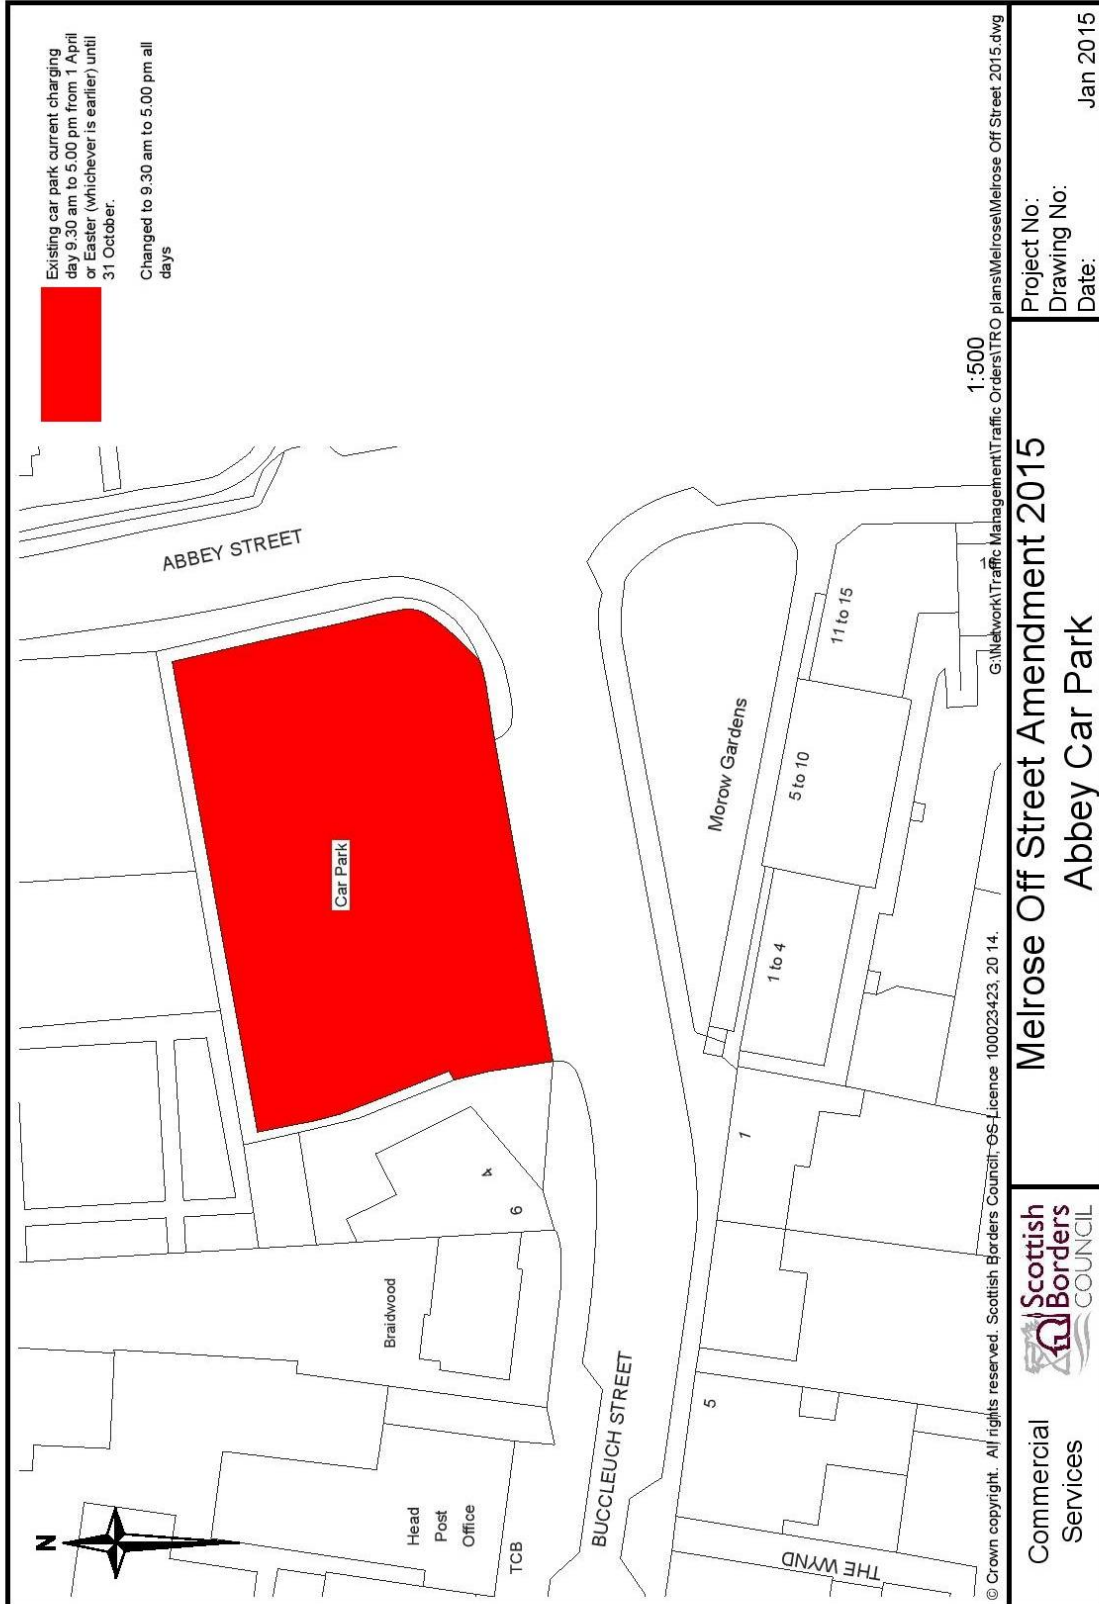 N
Existing car park current charging
day 9.30 am to 5.00 pm from 1 April
or Easter (whichever is earlier) until
31 October.
Changed to 9.30 am to 5.00 pm all
days
ABBEY STREET
Car Park
Braidwood
4
6
Head
Post
Office
TCB
BUCCLEUCH STREET
Morow Gardens
11 to 15
5 to 10
1 to 4
1
5
THE WYND
1:500
© Crown copyright. All rights reserved. Scottish Borders Council, OS Licence 100023423, 20 14.
G:\Network\Traffic Management\Traffic Orders\TRO plans\Melrose\Melrose Off Street 2015.dwg
Commercial
Services
Scottish
Borders
COUNCIL
Melrose Off Street Amendment 2015
Abbey Car Park
Project No:
Drawing No:
Date: Jan 2015